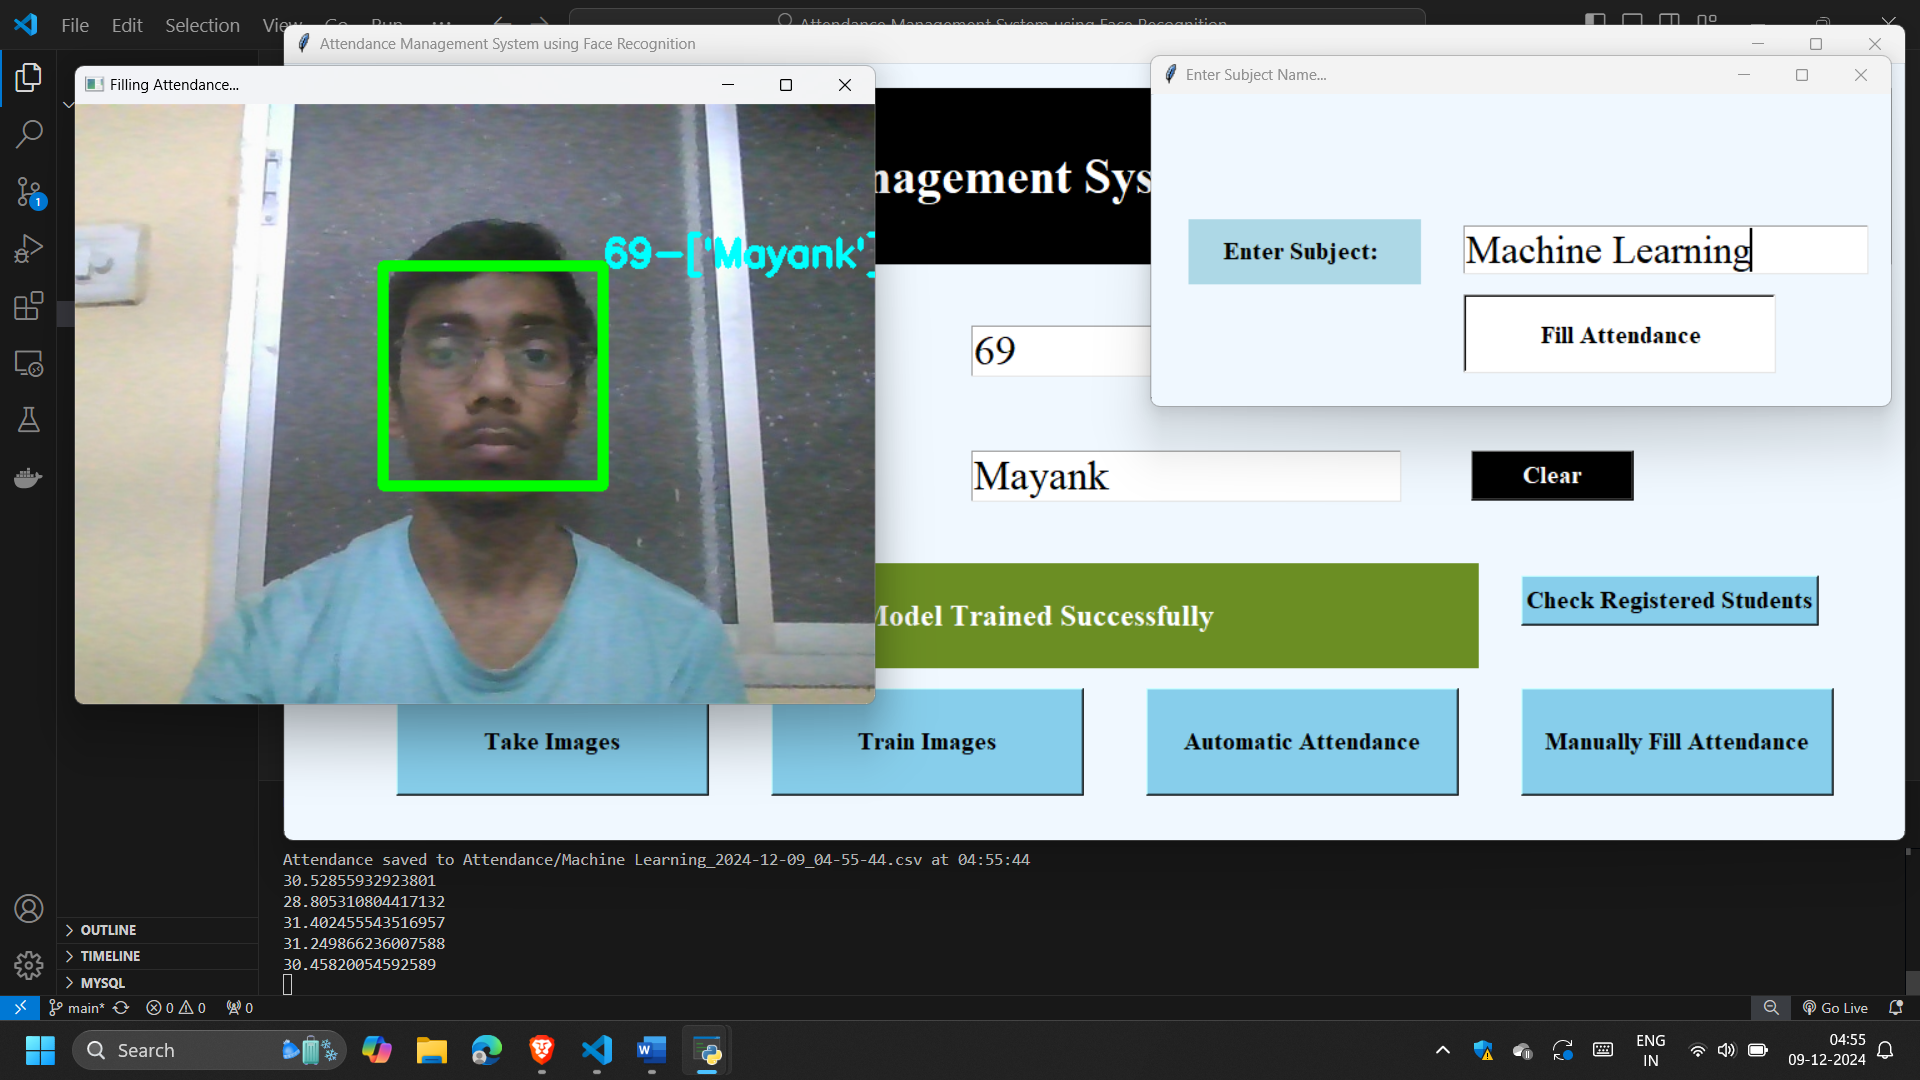 File Edit Selection View Go Run ...
Attendance Management System using Face Recognition
Attendance Management System using Face Recognition
Filling Attendance...
Enter Subject Name...
nagement Sys
69-['Mayank']
Enter Subject:
Machine Learning
Fill Attendance
69
Mayank
Clear
Model Trained Successfully
Check Registered Students
Take Images
Train Images
Automatic Attendance
Manually Fill Attendance
1
Attendance saved to Attendance/Machine Learning_2024-12-09_04-55-44.csv at 04:55:44
30.52855932923801
28.805310804417132
31.402455543516957
31.249866236007588
30.45820054592589
OUTLINE
TIMELINE
MYSQL
main* 0 0 0
Go Live
Search
ENG
IN
04:55
09-12-2024